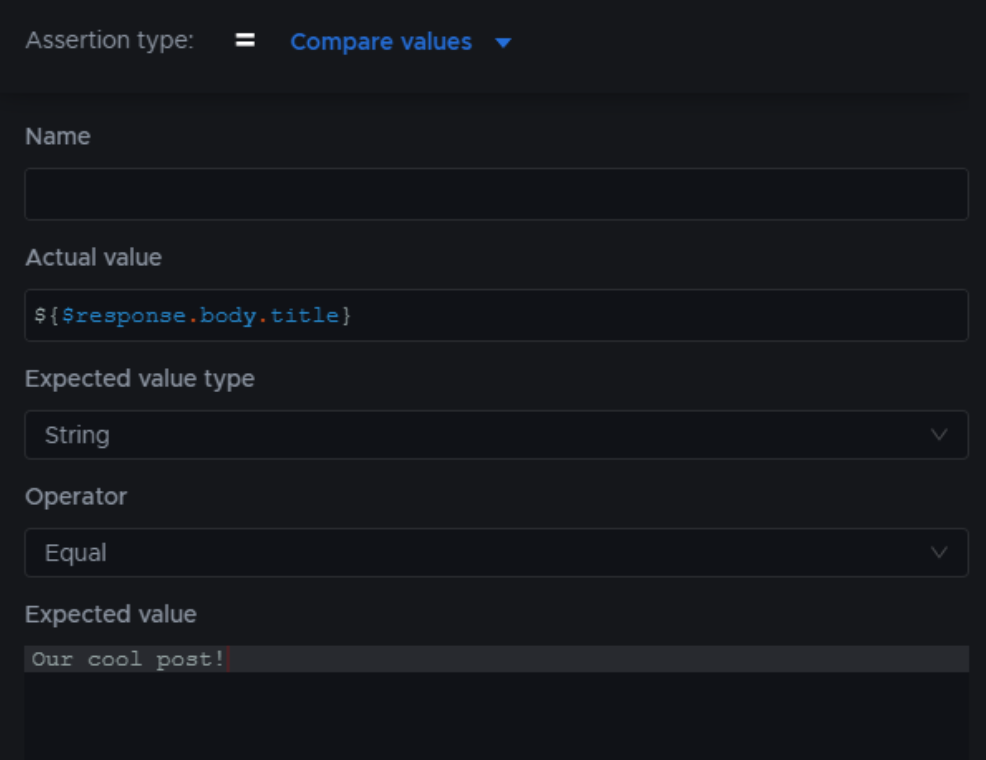 Assertion type: = Compare values
Name
Actual value
${$response.body.title}
Expected value type
String
Operator
Equal
Expected value
Our cool post!